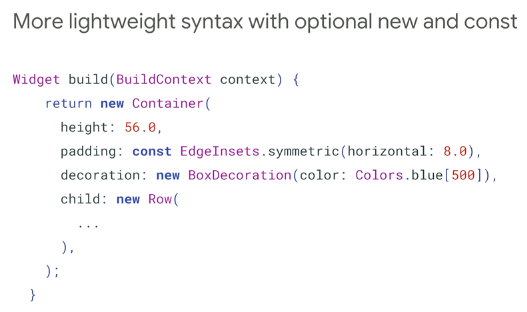 More lightweight syntax with optional new and const
Widget build(BuildContext context) {
    return new Container(
      height: 56.0,
      padding: const EdgeInsets.symmetric(horizontal: 8.0),
      decoration: new BoxDecoration(color: Colors.blue[500]),
      child: new Row(
        ...
      ),
    );
  }